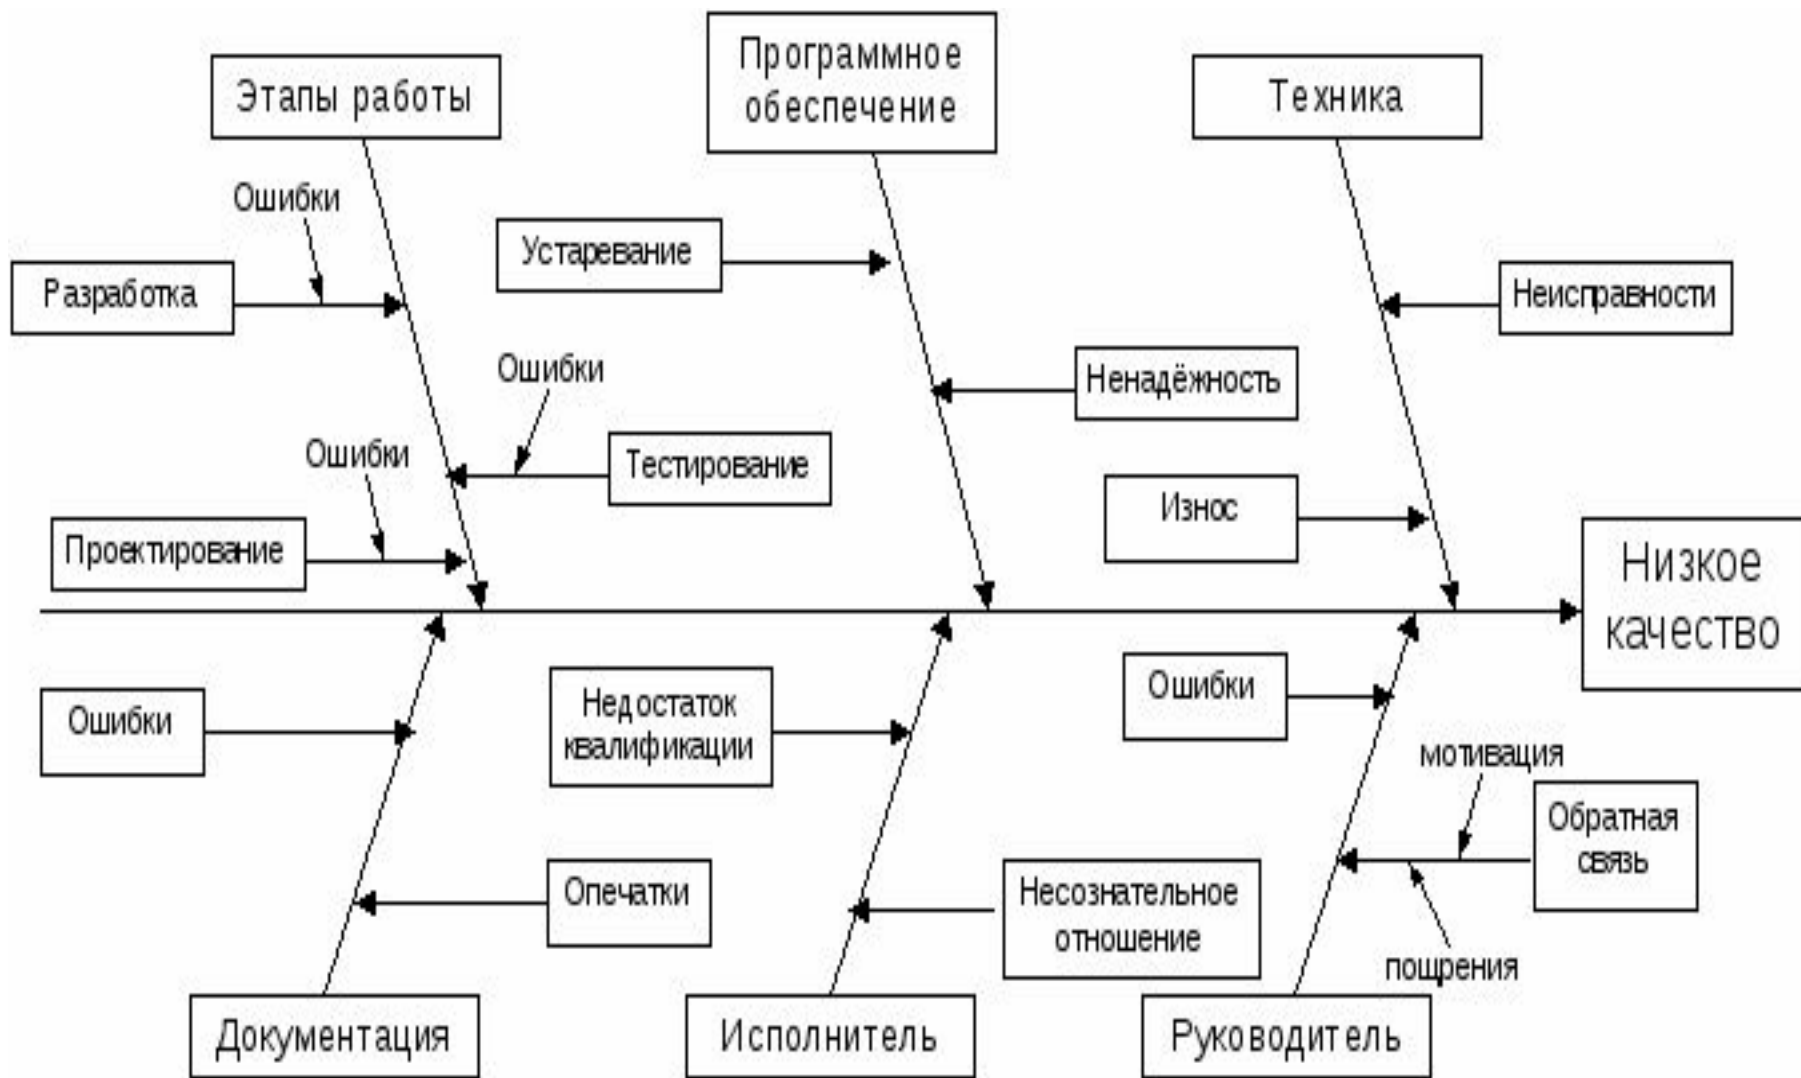 Программное
обеспечение
Этапы работы
Техника
Ошибки
Устаревание
Разработка
Неисправности
Ошибки
Ненадёжность
Ошибки
Тестирование
Износ
Проектирование
Низкое
качество
Ошибки
Недостаток
квалификации
Ошибки
мотивация
Обратная
связь
Опечатки
Несознательное
отношение
пощрения
Документация
Исполнитель
Руководитель